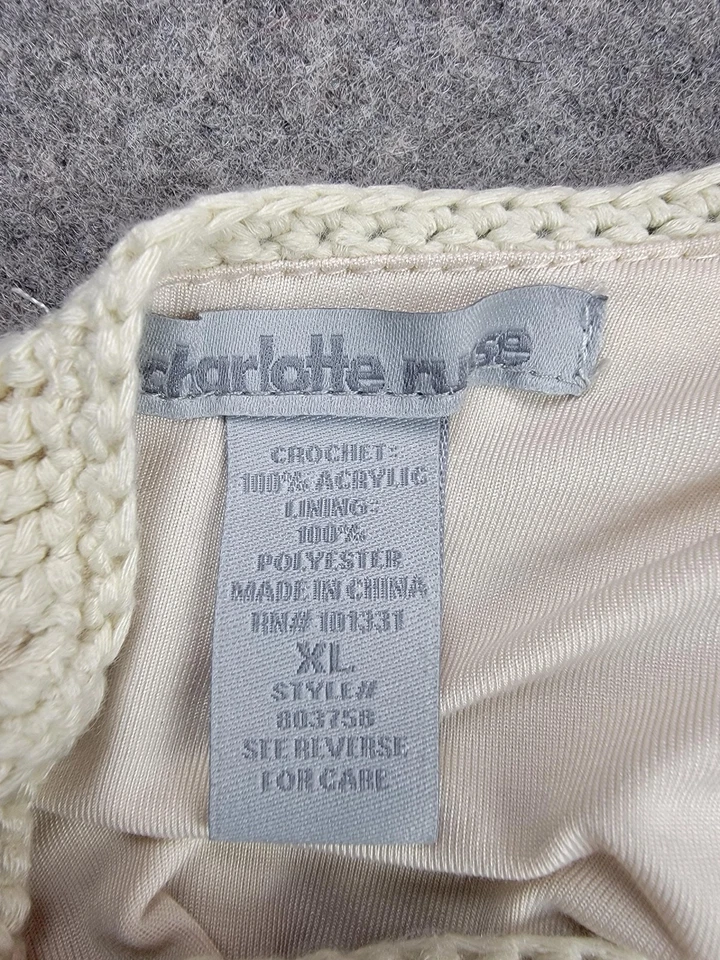 charlotte russe
CROCHET:
100% ACRYLIC
LINING:
100%
POLYESTER
MADE IN CHINA
RN# 101331
XL
STYLE#
803758
SEE REVERSE
FOR CARE